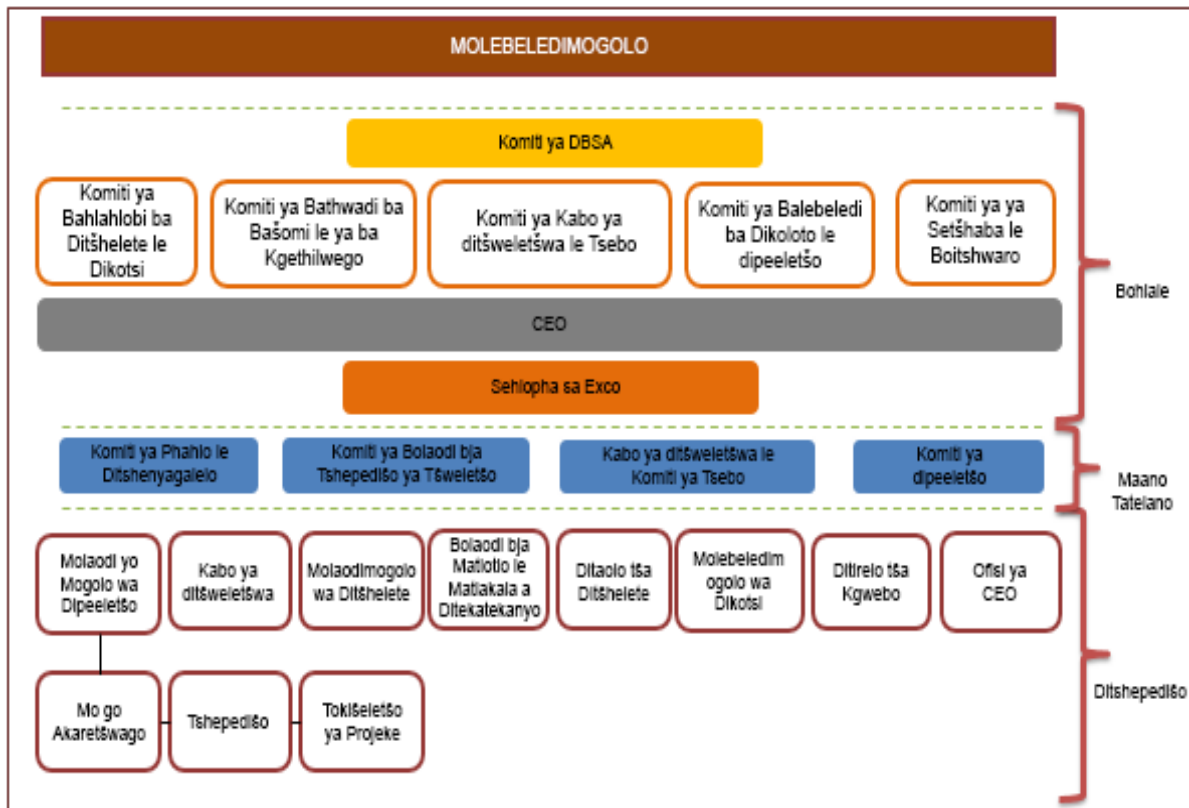 MOLEBELEDIMOGOLO
Komiti ya DBSA
Komiti ya
Bahlahlobi ba
Ditšhelete le
Dikotsi
Komiti ya Bathwadi ba
Bašomi le ya ba
Kgethilwego
Komiti ya Kabo ya
ditšweletšwa le Tsebo
Komiti ya Balebeledi
ba Dikoloto le
dipeeletšo
Komiti ya ya
Setšhaba le
Boitshwaro
Bohlale
CEO
Sehlopha sa Exco
Komiti ya Phahlo le
Ditshenyagalelo
Komiti ya Bolaodi bja
Tshepedišo ya Tšweletšo
Kabo ya ditšweletšwa le
Komiti ya Tsebo
Komiti ya
dipeeletšo
Maano
Tatelano
Molaodi yo
Mogolo wa
Dipeeletšo
Kabo ya
ditšweletšwa
Molaodimogolo
wa Ditšhelete
Bolaodi bja
Matlotlo le
Matlakala a
Ditekatekanyo
Ditaolo tša
Ditšhelete
Molebeledim
ogolo wa
Dikotsi
Ditirelo tša
Kgwebo
Ofisi ya
CEO
Mo go
Akaretšwago
Tshepedišo
Tokišeletšo
ya Projeke
Ditshepedišo